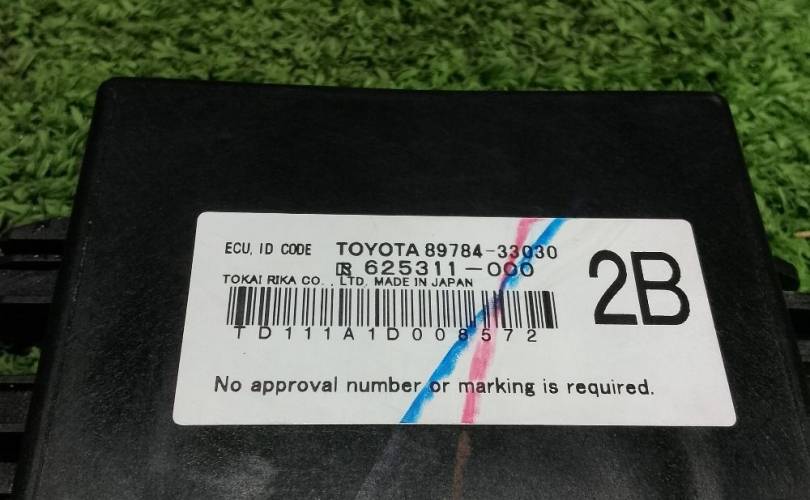 ECU, ID CODE TOYOTA 89784-33030
625311-000
TOKAI RIKA CO., LTD. MADE IN JAPAN
2B
TD111A1D008572
No approval number or marking is required.